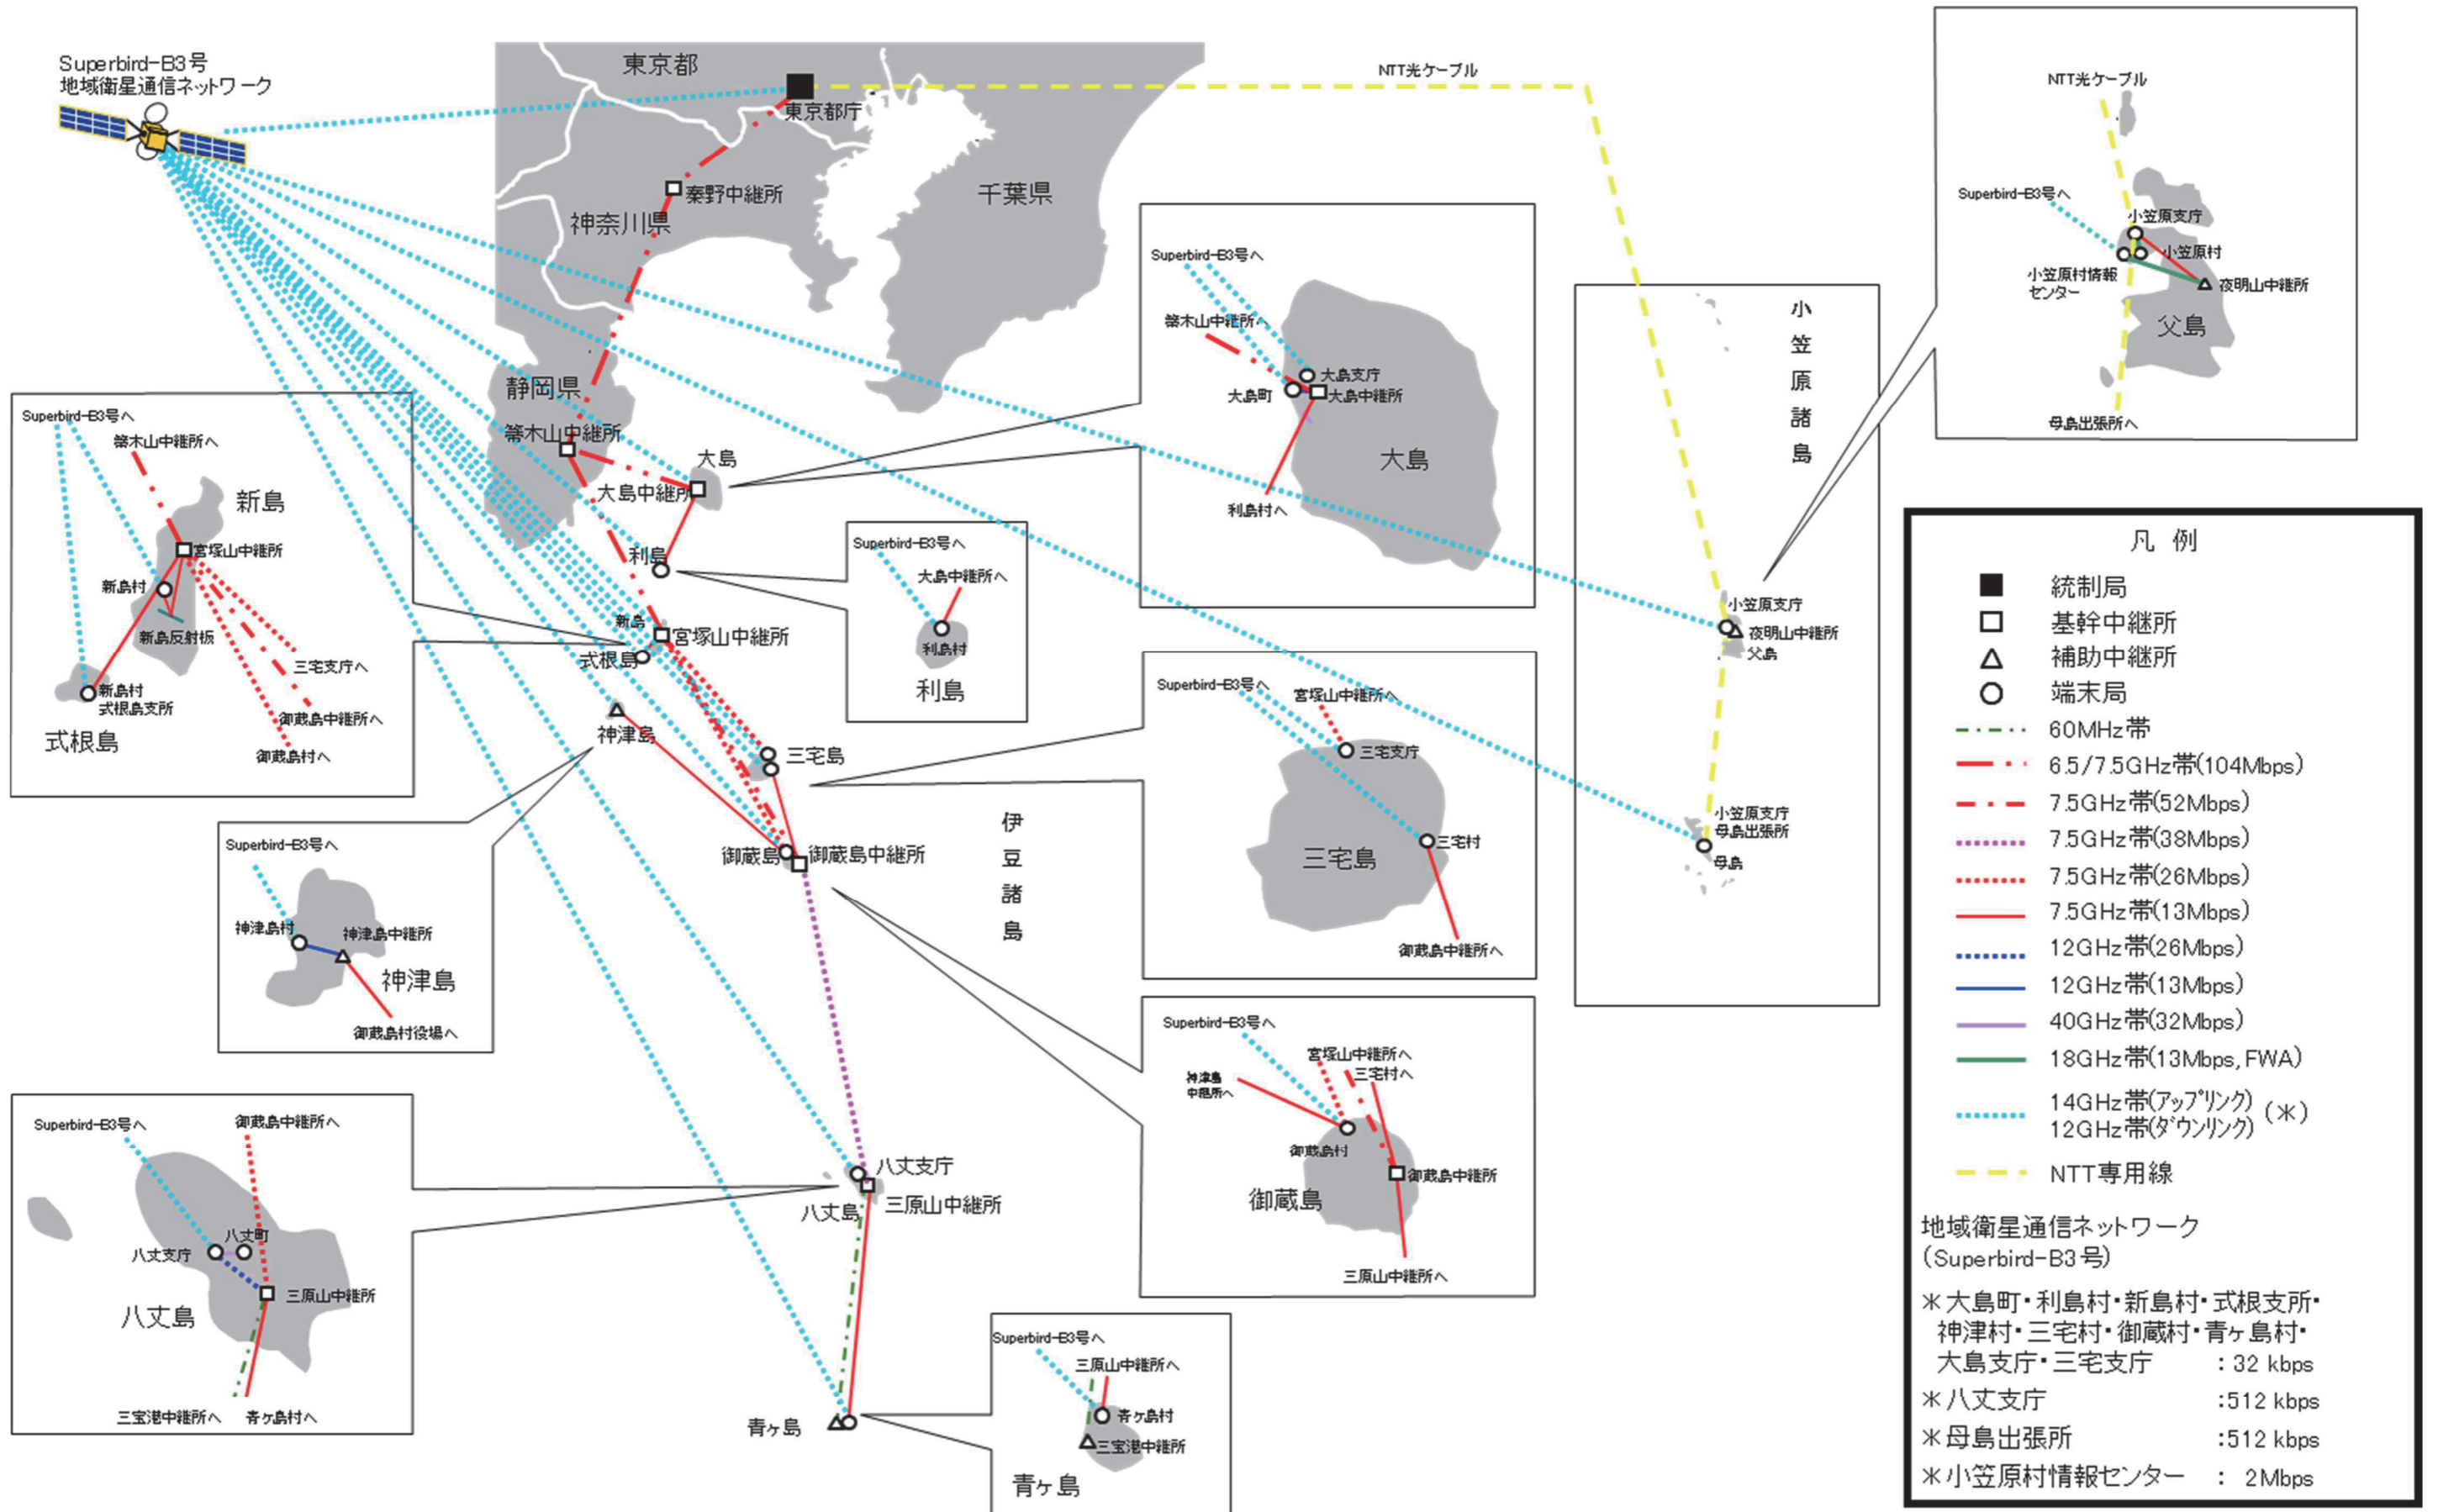 Superbird-B3号
地域衛星通信ネットワーク
東京都
東京都庁
NTT光ケーブル
秦野中継所
神奈川県
千葉県
静岡県
箒木山中継所
大島
大島中継所
利島
新島
宮塚山中継所
式根島
神津島
三宅島
御蔵島
御蔵島中継所
伊豆諸島
八丈支庁
三原山中継所
八丈島
青ヶ島
小笠原諸島
小笠原支庁
夜明山中継所
父島
小笠原支庁
母島出張所
母島
NTT光ケーブル
Superbird-B3号へ
小笠原支庁
小笠原村
小笠原村情報
センター
夜明山中継所
父島
母島出張所へ
Superbird-B3号へ
箒木山中継所へ
大島支庁
大島町
大島中継所
大島
利島村へ
Superbird-B3号へ
箒木山中継所へ
新島
宮塚山中継所
新島村
新島反射板
三宅支庁へ
新島村
式根島支所
御蔵島中継所へ
式根島
御蔵島村へ
Superbird-B3号へ
大島中継所へ
利島村
利島
Superbird-B3号へ
宮塚山中継所へ
三宅支庁
三宅村
三宅島
御蔵島中継所へ
Superbird-B3号へ
神津島村
神津島中継所
神津島
御蔵島村役場へ
Superbird-B3号へ
宮塚山中継所へ
神津島
中継所へ
三宅村へ
御蔵島村
御蔵島中継所
御蔵島
三原山中継所へ
Superbird-B3号へ
御蔵島中継所へ
八丈町
八丈支庁
三原山中継所
八丈島
三宝港中継所へ
青ヶ島村へ
Superbird-B3号へ
三原山中継所へ
青ヶ島村
三宝港中継所
青ヶ島
凡 例
統制局
基幹中継所
補助中継所
端末局
60MHz帯
6.5/7.5GHz帯(104Mbps)
7.5GHz帯(52Mbps)
7.5GHz帯(38Mbps)
7.5GHz帯(26Mbps)
7.5GHz帯(13Mbps)
12GHz帯(26Mbps)
12GHz帯(13Mbps)
40GHz帯(32Mbps)
18GHz帯(13Mbps, FWA)
14GHz帯(アップリンク)
12GHz帯(ダウンリンク) (＊)
NTT専用線
地域衛星通信ネットワーク
(Superbird-B3号)
＊大島町・利島村・新島村・式根支所・
神津村・三宅村・御蔵村・青ヶ島村・
大島支庁・三宅支庁 : 32 kbps
＊八丈支庁 :512 kbps
＊母島出張所 :512 kbps
＊小笠原村情報センター : 2Mbps